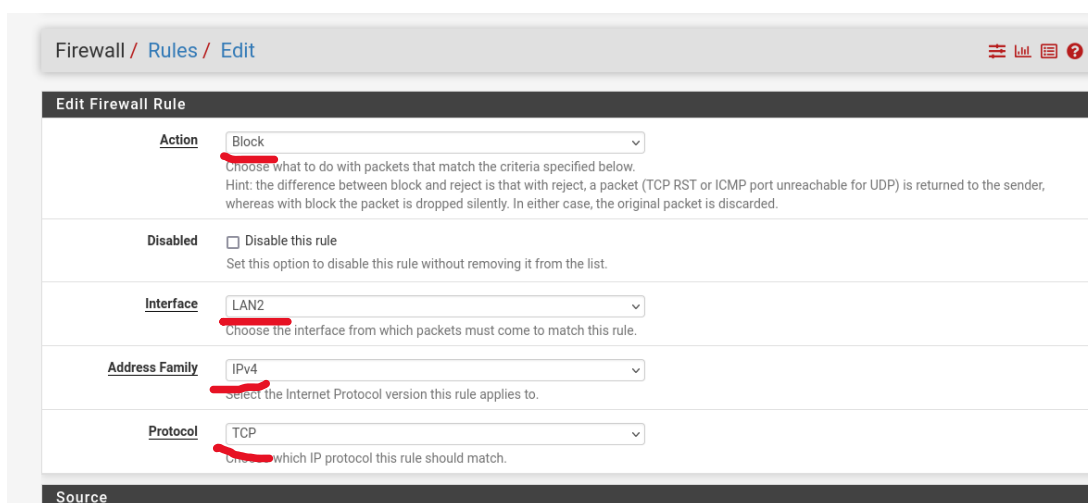 Firewall / Rules / Edit
Edit Firewall Rule
Action
Block
Choose what to do with packets that match the criteria specified below.
Hint: the difference between block and reject is that with reject, a packet (TCP RST or ICMP port unreachable for UDP) is returned to the sender,
whereas with block the packet is dropped silently. In either case, the original packet is discarded.
Disabled
Disable this rule
Set this option to disable this rule without removing it from the list.
Interface
LAN2
Choose the interface from which packets must come to match this rule.
Address Family
IPv4
Select the Internet Protocol version this rule applies to.
Protocol
TCP
Choose which IP protocol this rule should match.
Source